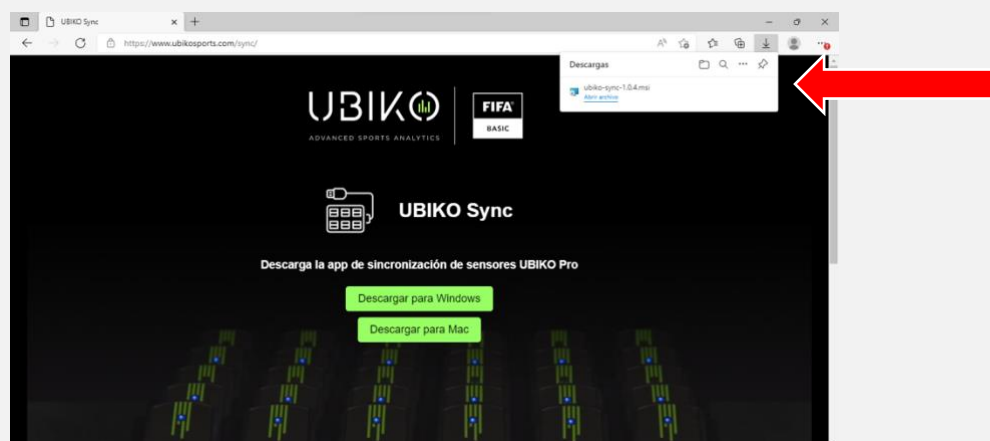 UBIKO Sync
https://www.ubikosports.com/sync/
Descargas
ubiko-sync-1.0.4.msi
Abrir archivo
UBIKO
ADVANCED SPORTS ANALYTICS
FIFA
BASIC
UBIKO Sync
Descarga la app de sincronización de sensores UBIKO Pro
Descargar para Windows
Descargar para Mac